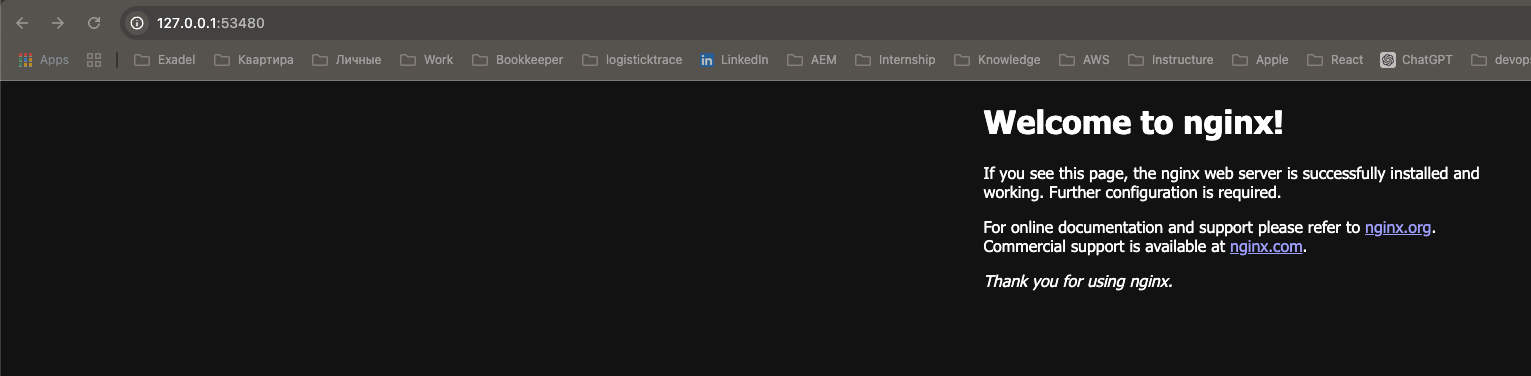 127.0.0.1:53480
Apps Exadel Квартира Личные Work Bookkeeper logisticktrace in LinkedIn AEM Internship Knowledge AWS Instructure Apple React ChatGPT devops
Welcome to nginx!
If you see this page, the nginx web server is successfully installed and
working. Further configuration is required.
For online documentation and support please refer to nginx.org.
Commercial support is available at nginx.com.
Thank you for using nginx.